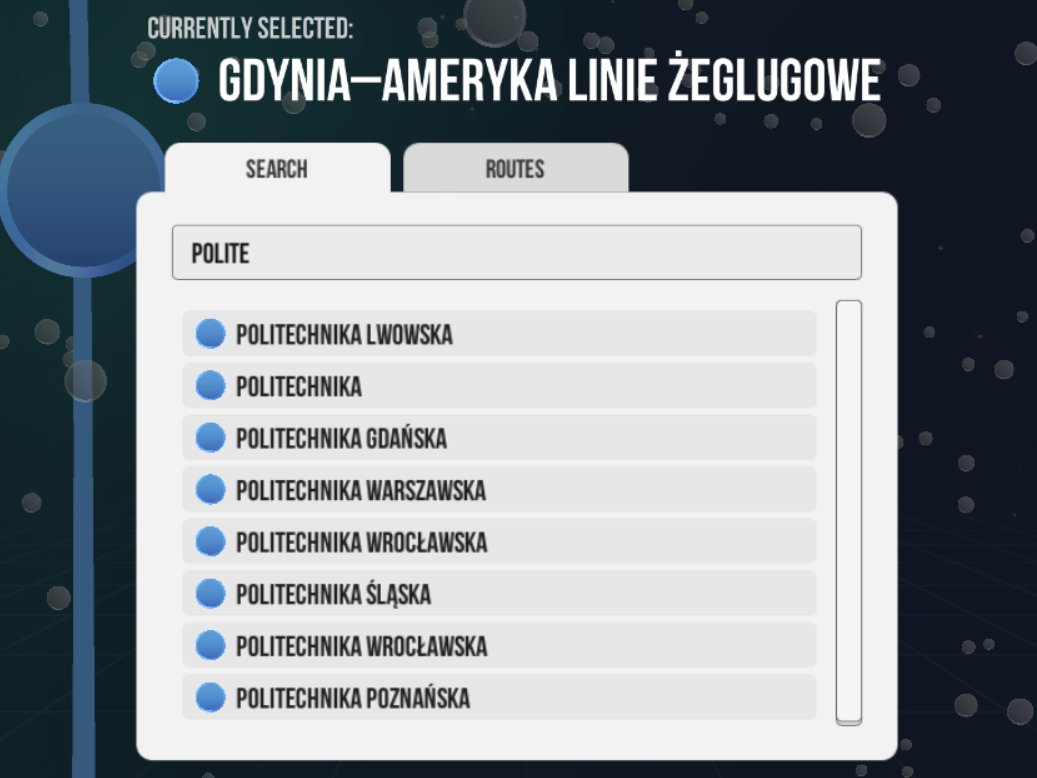 CURRENTLY SELECTED:
GDYNIA—AMERYKA LINIE ŻEGLUGOWE
SEARCH
ROUTES
POLITE
POLITECHNIKA LWOWSKA
POLITECHNIKA
POLITECHNIKA GDAŃSKA
POLITECHNIKA WARSZAWSKA
POLITECHNIKA WROCŁAWSKA
POLITECHNIKA ŚLĄSKA
POLITECHNIKA WROCŁAWSKA
POLITECHNIKA POZNAŃSKA